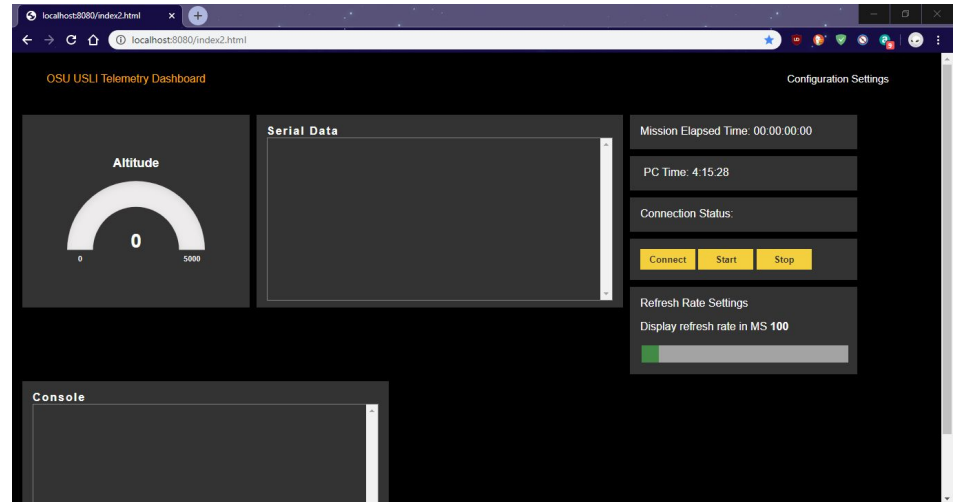 localhost:8080/index2.html
localhost:8080/index2.html
OSU USLI Telemetry Dashboard
Configuration Settings
Altitude
0
0
5000
Serial Data
Mission Elapsed Time: 00:00:00:00
PC Time: 4:15:28
Connection Status:
Connect Start Stop
Refresh Rate Settings
Display refresh rate in MS 100
Console